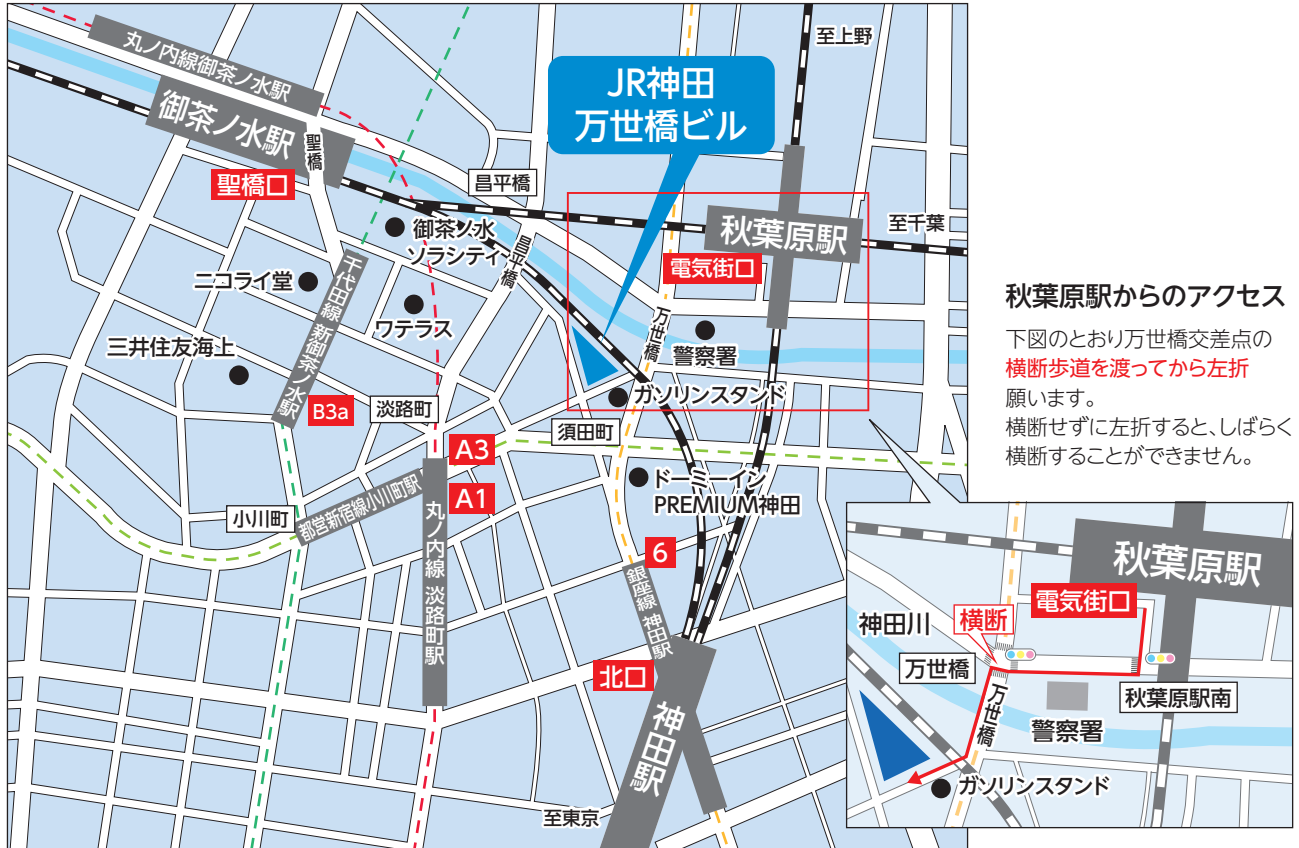 至上野
丸ノ内線御茶ノ水駅
JR神田
万世橋ビル
御茶ノ水駅
聖橋
聖橋口
昌平橋
御茶ノ水
ソラシティ
昌平橋
秋葉原駅
至千葉
電気街口
ニコライ堂
千代田線 新御茶ノ水駅
ワテラス
万世橋
警察署
三井住友海上
ガソリンスタンド
B3a
淡路町
須田町
A3
A1
ドーミーイン
PREMIUM神田
小川町
都営新宿線小川町駅
丸ノ内線 淡路町駅
6
銀座線 神田駅
北口
神田駅
至東京
秋葉原駅からのアクセス
下図のとおり万世橋交差点の
横断歩道を渡ってから左折
願います。
横断せずに左折すると、しばらく
横断することができません。
秋葉原駅
電気街口
神田川
横断
万世橋
秋葉原駅南
万世橋
警察署
ガソリンスタンド